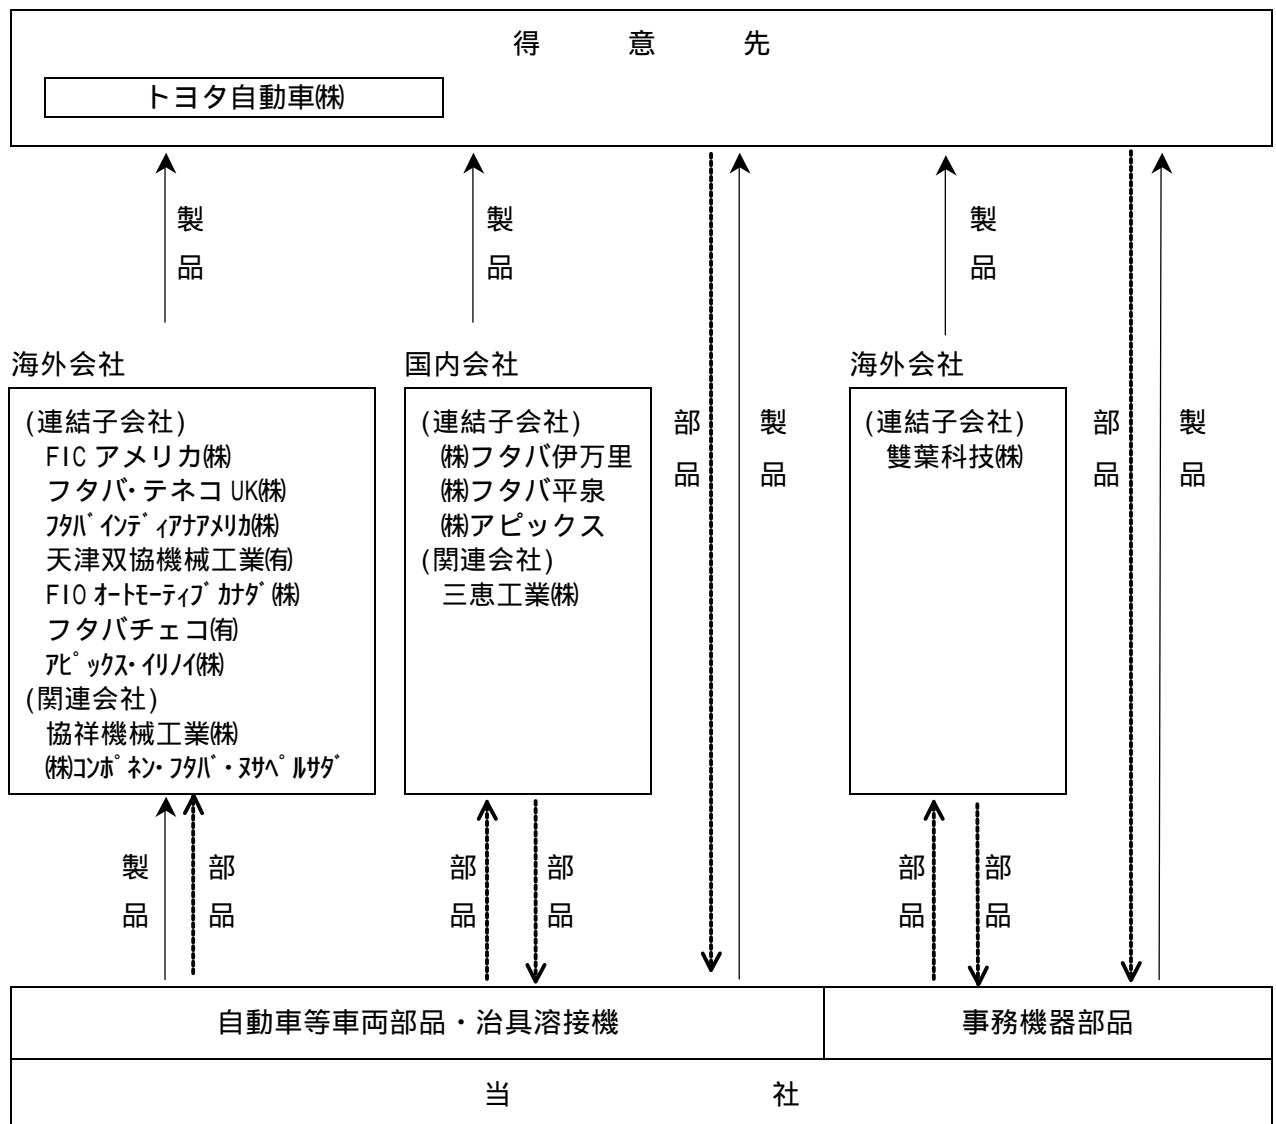 得意先
トヨタ自動車㈱
製品
製品
製品
海外会社
国内会社
海外会社
(連結子会社)
FICアメリカ㈱
フタバ・テネコUK㈱
ﾌﾀﾊﾞｲﾝﾃﾞｨｱﾅｱﾒﾘｶ㈱
天津双協機械工業㈲
FIOｵｰﾄﾓｰﾃｨﾌﾞｶﾅﾀﾞ㈱
フタバチェコ㈲
ｱﾋﾟｯｸｽ・ｲﾘﾉｲ㈱
(関連会社)
協祥機械工業㈱
㈱ｺﾝﾎﾟﾈﾝ・ﾌﾀﾊﾞ・ﾇｻﾍﾟﾙｻﾀﾞ
(連結子会社)
㈱フタバ伊万里
㈱フタバ平泉
㈱アピックス
(関連会社)
三恵工業㈱
部品
製品
(連結子会社)
雙葉科技㈱
部品
製品
製品
部品
部品
部品
部品
部品
自動車等車両部品・治具溶接機
事務機器部品
当社